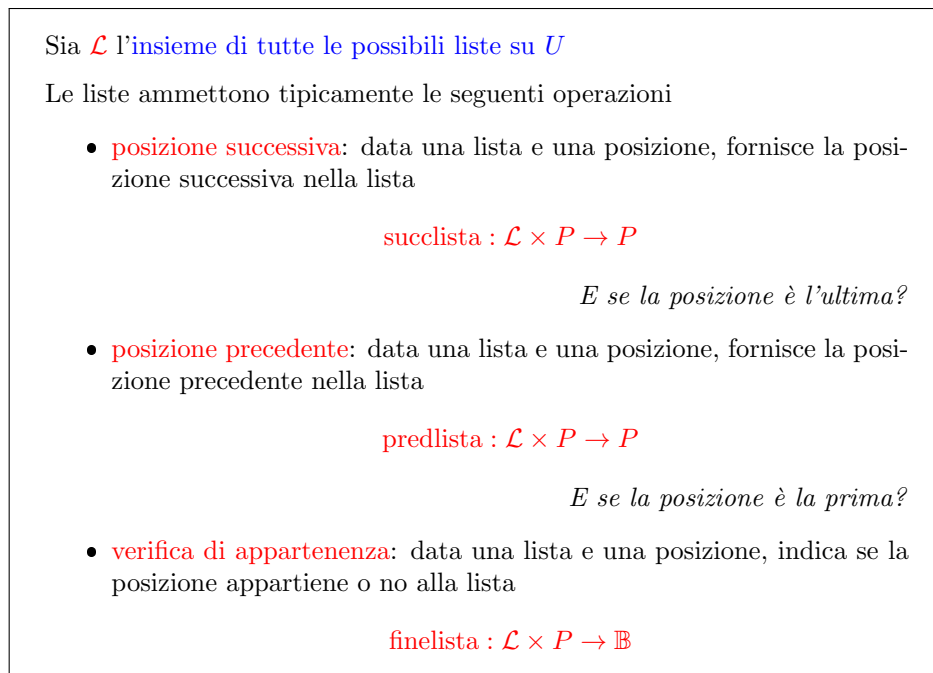 Sia ℒ l'insieme di tutte le possibili liste su U
Le liste ammettono tipicamente le seguenti operazioni
• posizione successiva: data una lista e una posizione, fornisce la posi-
zione successiva nella lista
succlista : ℒ × P → P
E se la posizione è l'ultima?
• posizione precedente: data una lista e una posizione, fornisce la posi-
zione precedente nella lista
predlista : ℒ × P → P
E se la posizione è la prima?
• verifica di appartenenza: data una lista e una posizione, indica se la
posizione appartiene o no alla lista
finelista : ℒ × P → 𝔹